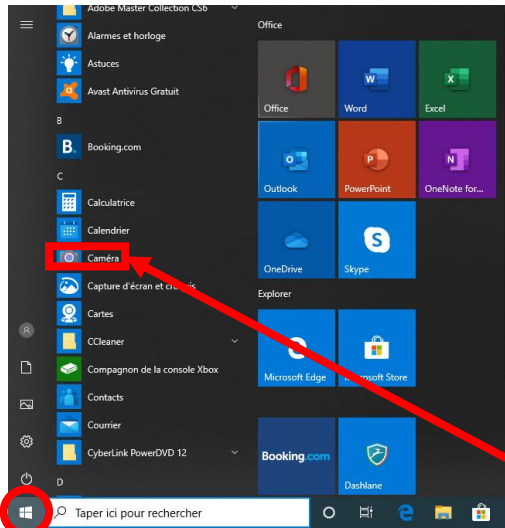 Adobe Master Collection CS6
Alarmes et horloge
Astuces
Avast Antivirus Gratuit
B
B. Booking.com
C
Calculatrice
Calendrier
Caméra
Capture d'écran et
Cartes
CCleaner
Compagnon de la console Xbox
Contacts
Courrier
CyberLink PowerDVD 12
D
Taper ici pour rechercher
Office
Office
Word
Excel
Outlook
PowerPoint
OneNote for...
OneDrive
Skype
Explorer
Microsoft Edge
Store
Booking.com
Dashlane